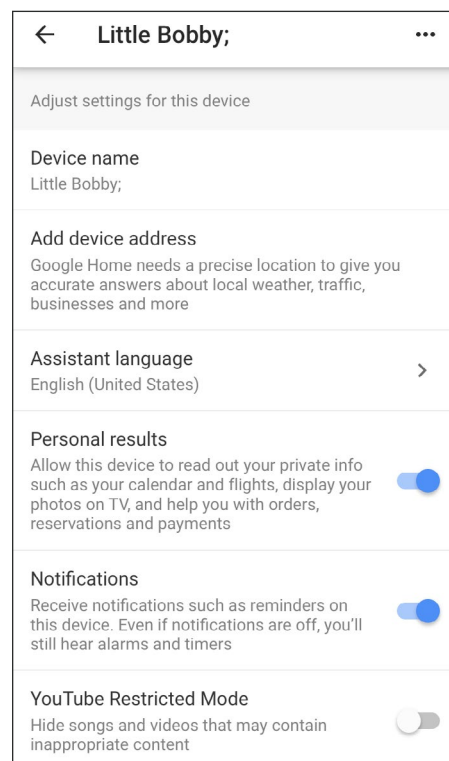 Little Bobby;
Adjust settings for this device
Device name
Little Bobby;
Add device address
Google Home needs a precise location to give you
accurate answers about local weather, traffic,
businesses and more
Assistant language
English (United States)
Personal results
Allow this device to read out your private info
such as your calendar and flights, display your
photos on TV, and help you with orders,
reservations and payments
Notifications
Receive notifications such as reminders on
this device. Even if notifications are off, you'll
still hear alarms and timers
YouTube Restricted Mode
Hide songs and videos that may contain
inappropriate content